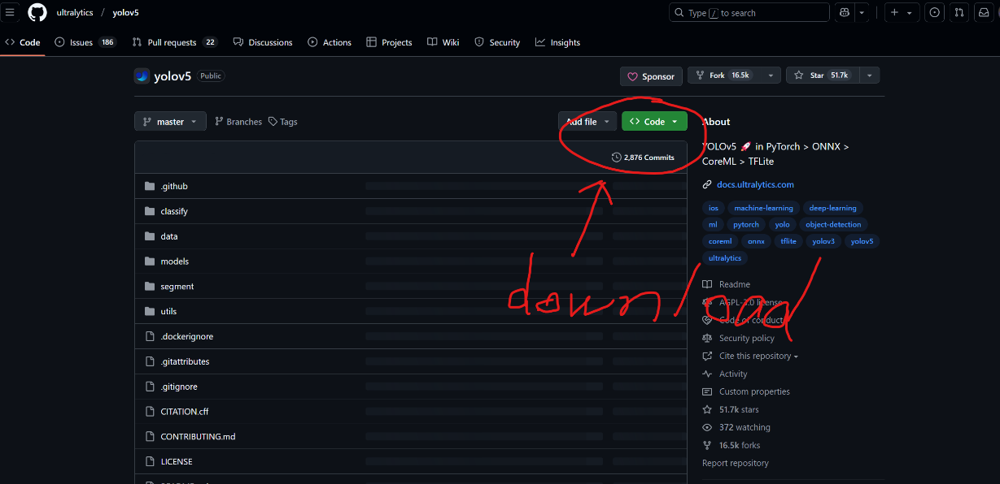 ultralytics / yolov5
Type / to search
Code Issues 186 Pull requests 22 Discussions Actions Projects Wiki Security Insights
yolov5 Public
Sponsor Fork 16.5k Star 51.7k
master Branches Tags
Add file Code
2,876 Commits
.github
classify
data
models
segment
utils
.dockerignore
.gitattributes
.gitignore
CITATION.cff
CONTRIBUTING.md
LICENSE
About
YOLOv5 🚀 in PyTorch > ONNX >
CoreML > TFLite
docs.ultralytics.com
ios machine-learning deep-learning
ml pytorch yolo object-detection
coreml onnx tflite yolov3 yolov5
ultralytics
Readme
AGPL-3.0 license
Code of conduct
Security policy
Cite this repository
Activity
Custom properties
51.7k stars
372 watching
16.5k forks
Report repository